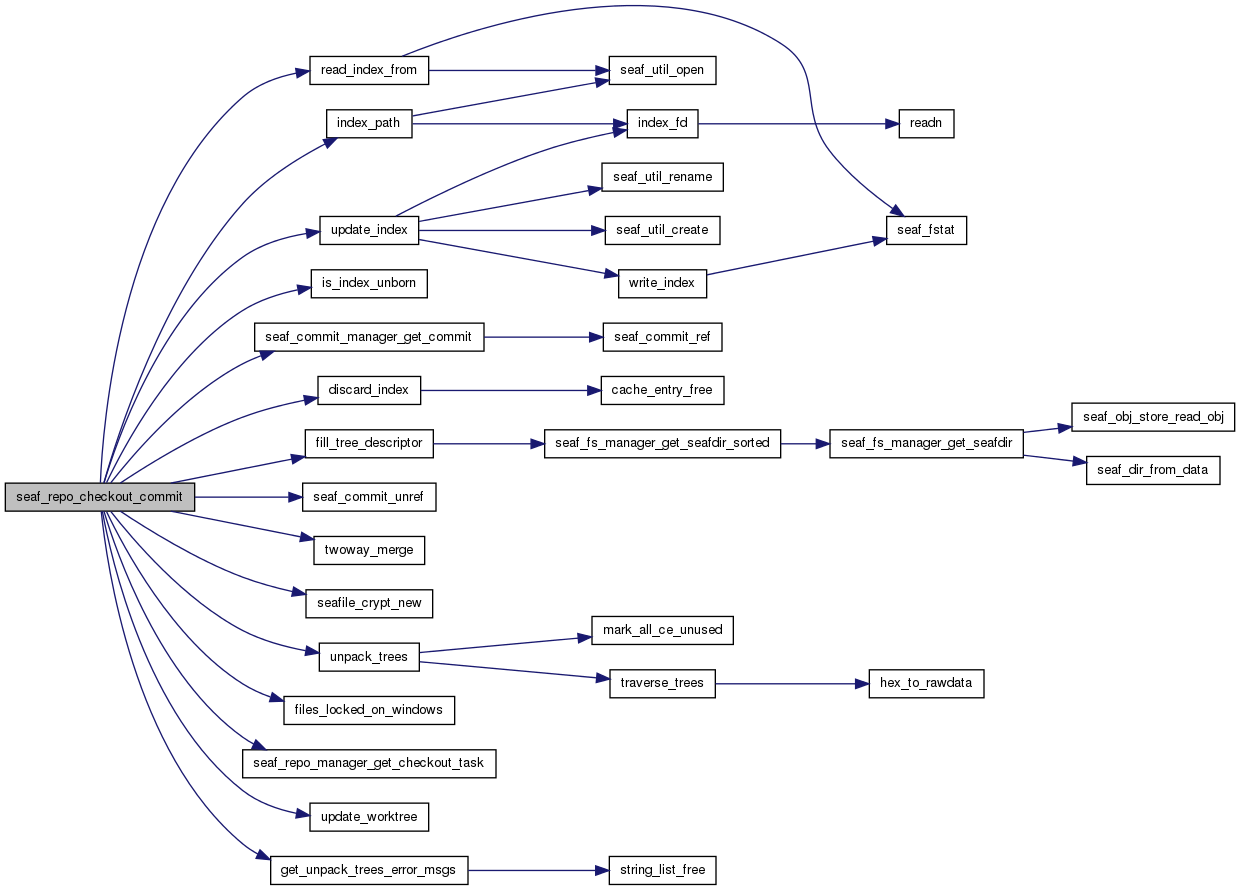 read_index_from
seaf_util_open
index_path
index_fd
readn
seaf_util_rename
update_index
seaf_util_create
seaf_fstat
is_index_unborn
write_index
seaf_commit_manager_get_commit
seaf_commit_ref
discard_index
cache_entry_free
fill_tree_descriptor
seaf_fs_manager_get_seafdir_sorted
seaf_fs_manager_get_seafdir
seaf_obj_store_read_obj
seaf_dir_from_data
seaf_repo_checkout_commit
seaf_commit_unref
twoway_merge
seafile_crypt_new
unpack_trees
mark_all_ce_unused
traverse_trees
hex_to_rawdata
files_locked_on_windows
seaf_repo_manager_get_checkout_task
update_worktree
get_unpack_trees_error_msgs
string_list_free